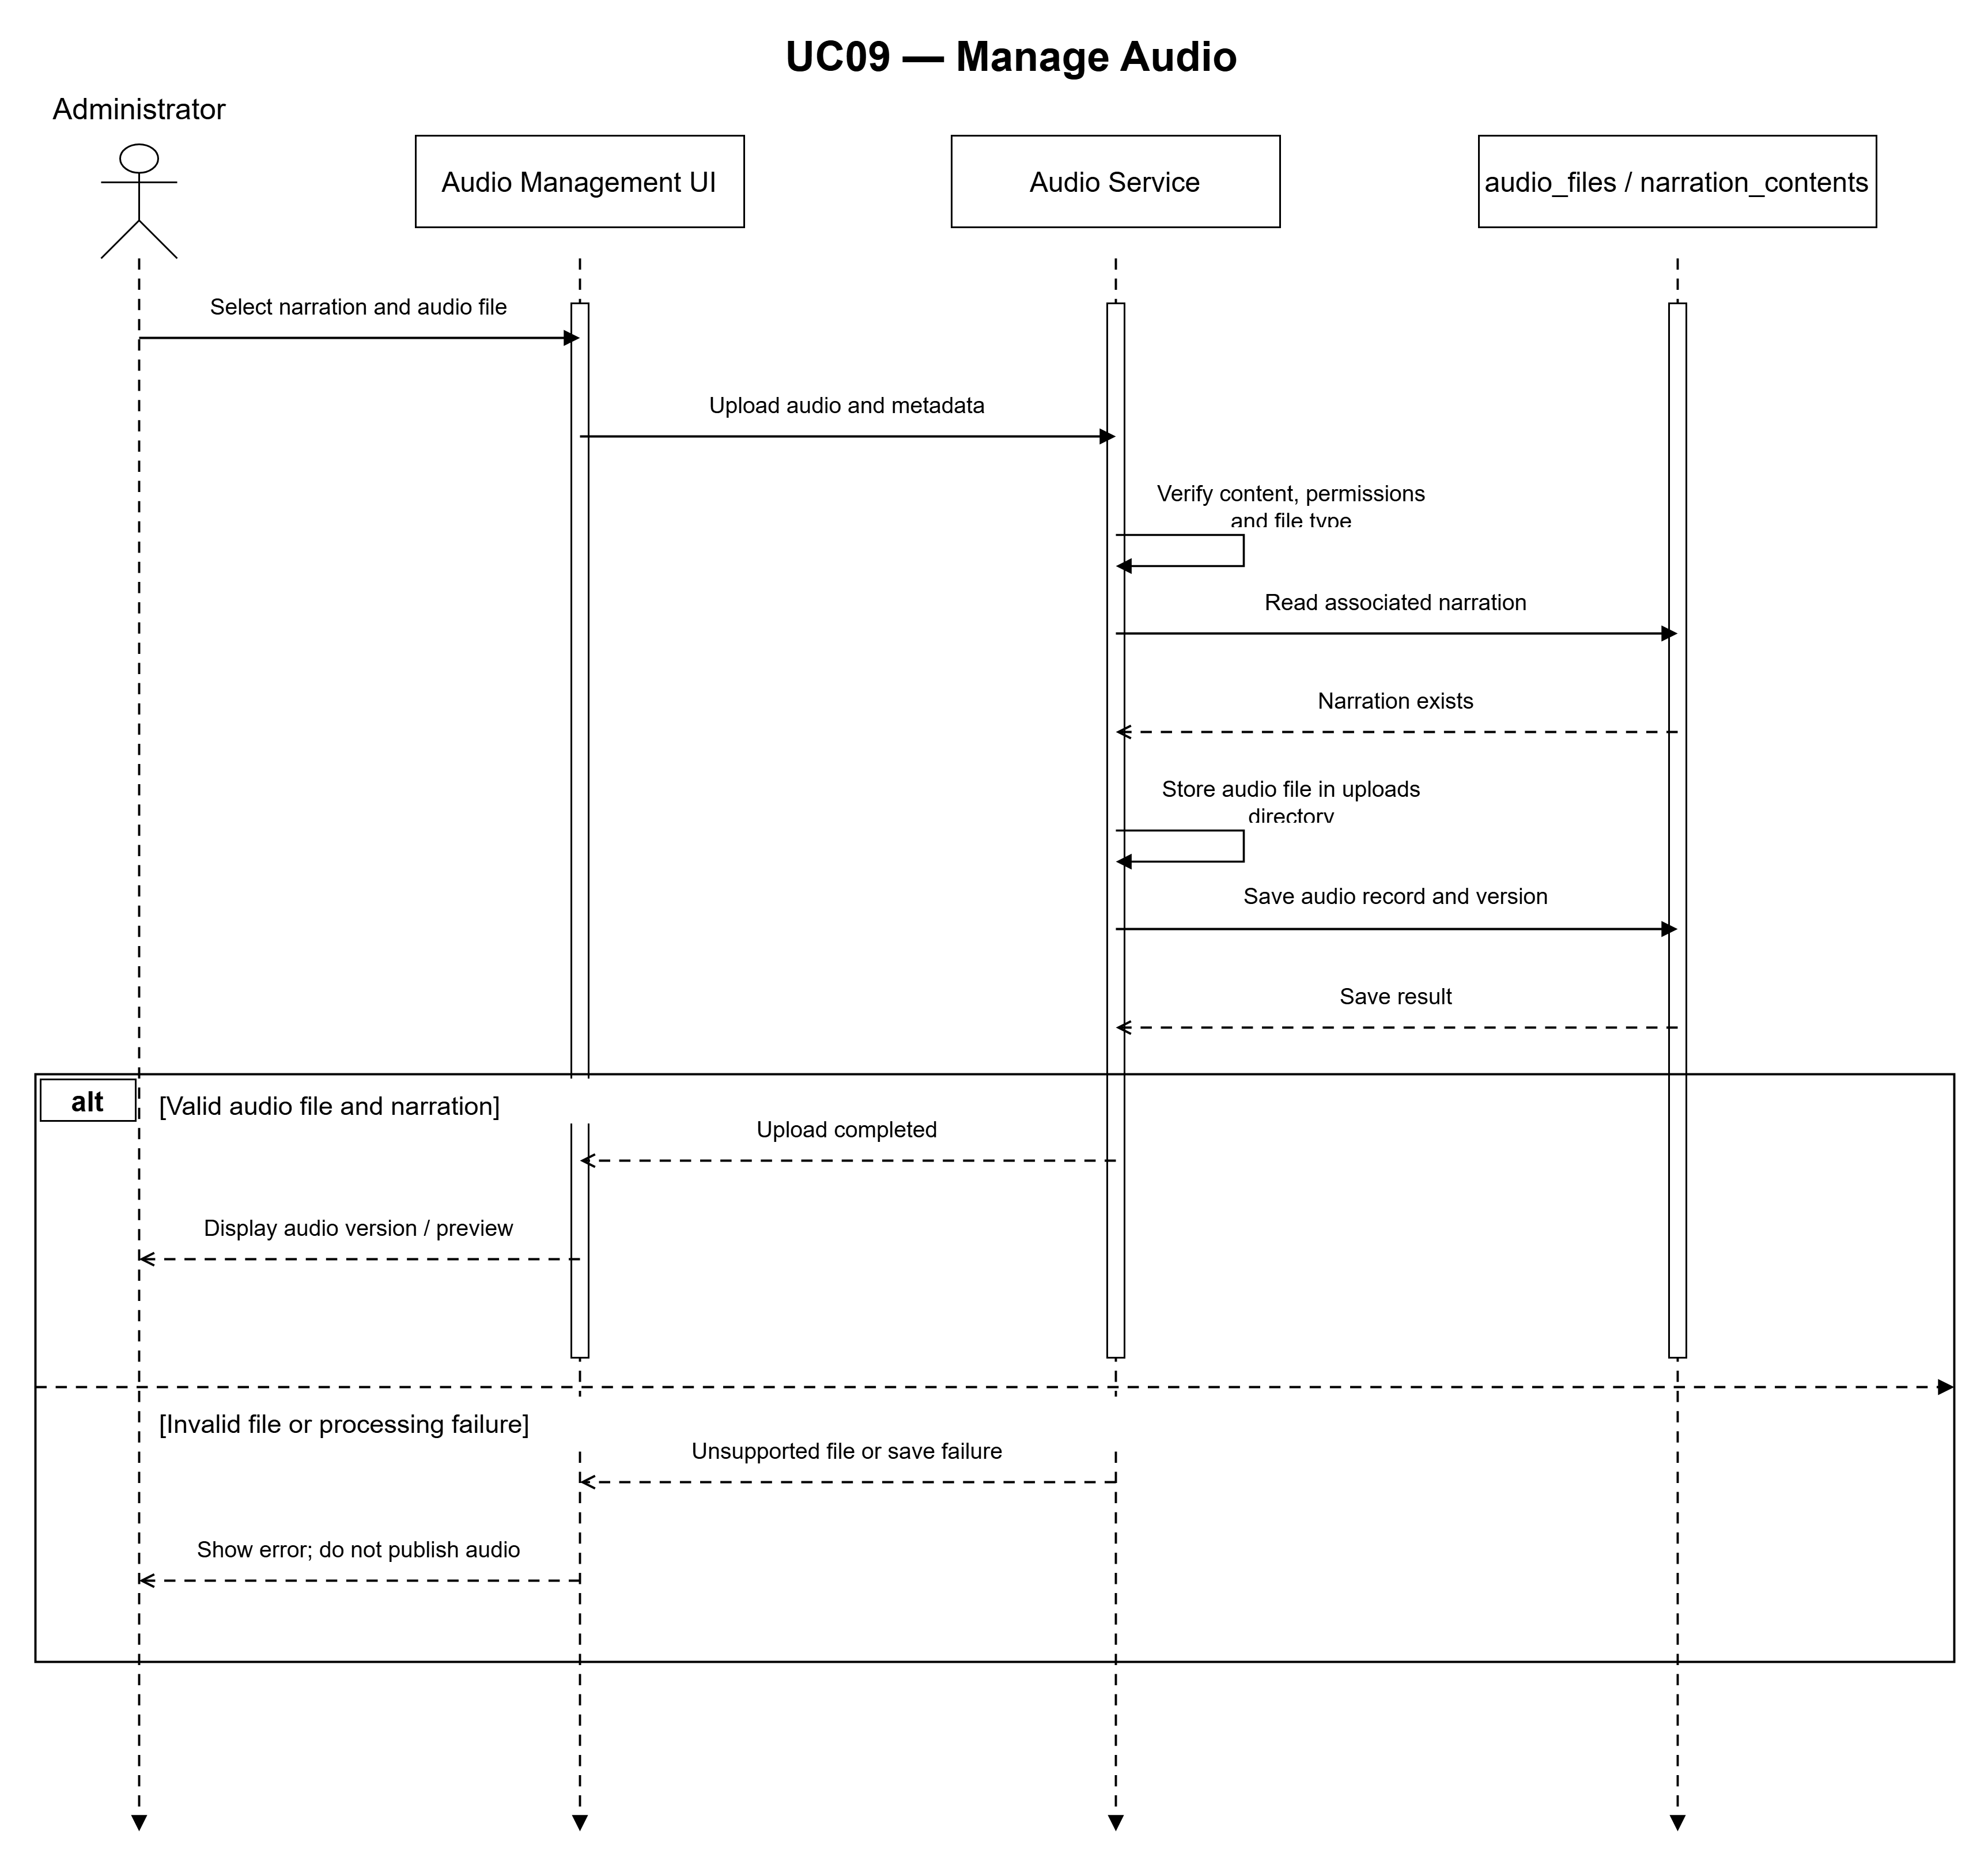 UC09 — Manage Audio
Administrator
Audio Management UI
Audio Service
audio_files / narration_contents
Select narration and audio file
Upload audio and metadata
Verify content, permissions
and file type
Read associated narration
Narration exists
Store audio file in uploads
directory
Save audio record and version
Save result
alt
[Valid audio file and narration]
Upload completed
Display audio version / preview
[Invalid file or processing failure]
Unsupported file or save failure
Show error; do not publish audio